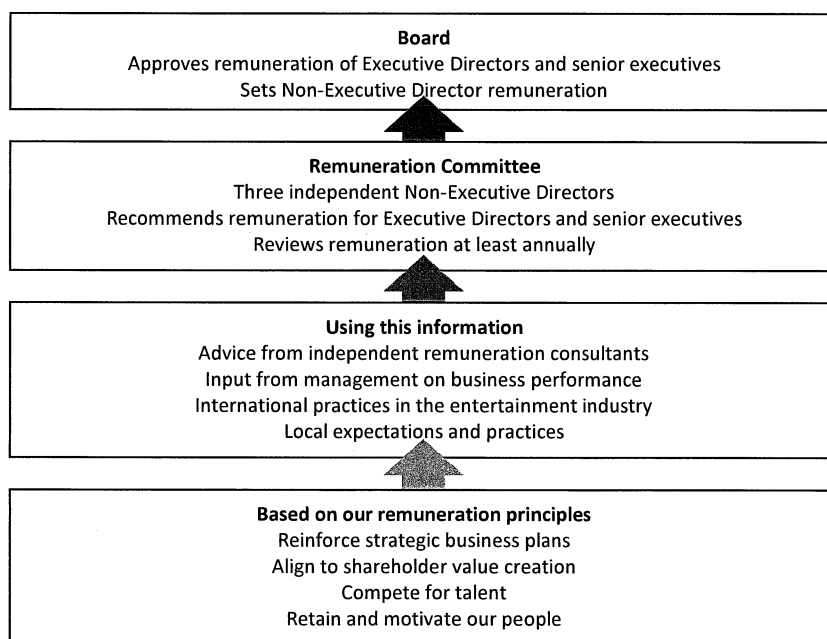 Board
Approves remuneration of Executive Directors and senior executives
Sets Non-Executive Director remuneration
Remuneration Committee
Three independent Non-Executive Directors
Recommends remuneration for Executive Directors and senior executives
Reviews remuneration at least annually
Using this information
Advice from independent remuneration consultants
Input from management on business performance
International practices in the entertainment industry
Local expectations and practices
Based on our remuneration principles
Reinforce strategic business plans
Align to shareholder value creation
Compete for talent
Retain and motivate our people